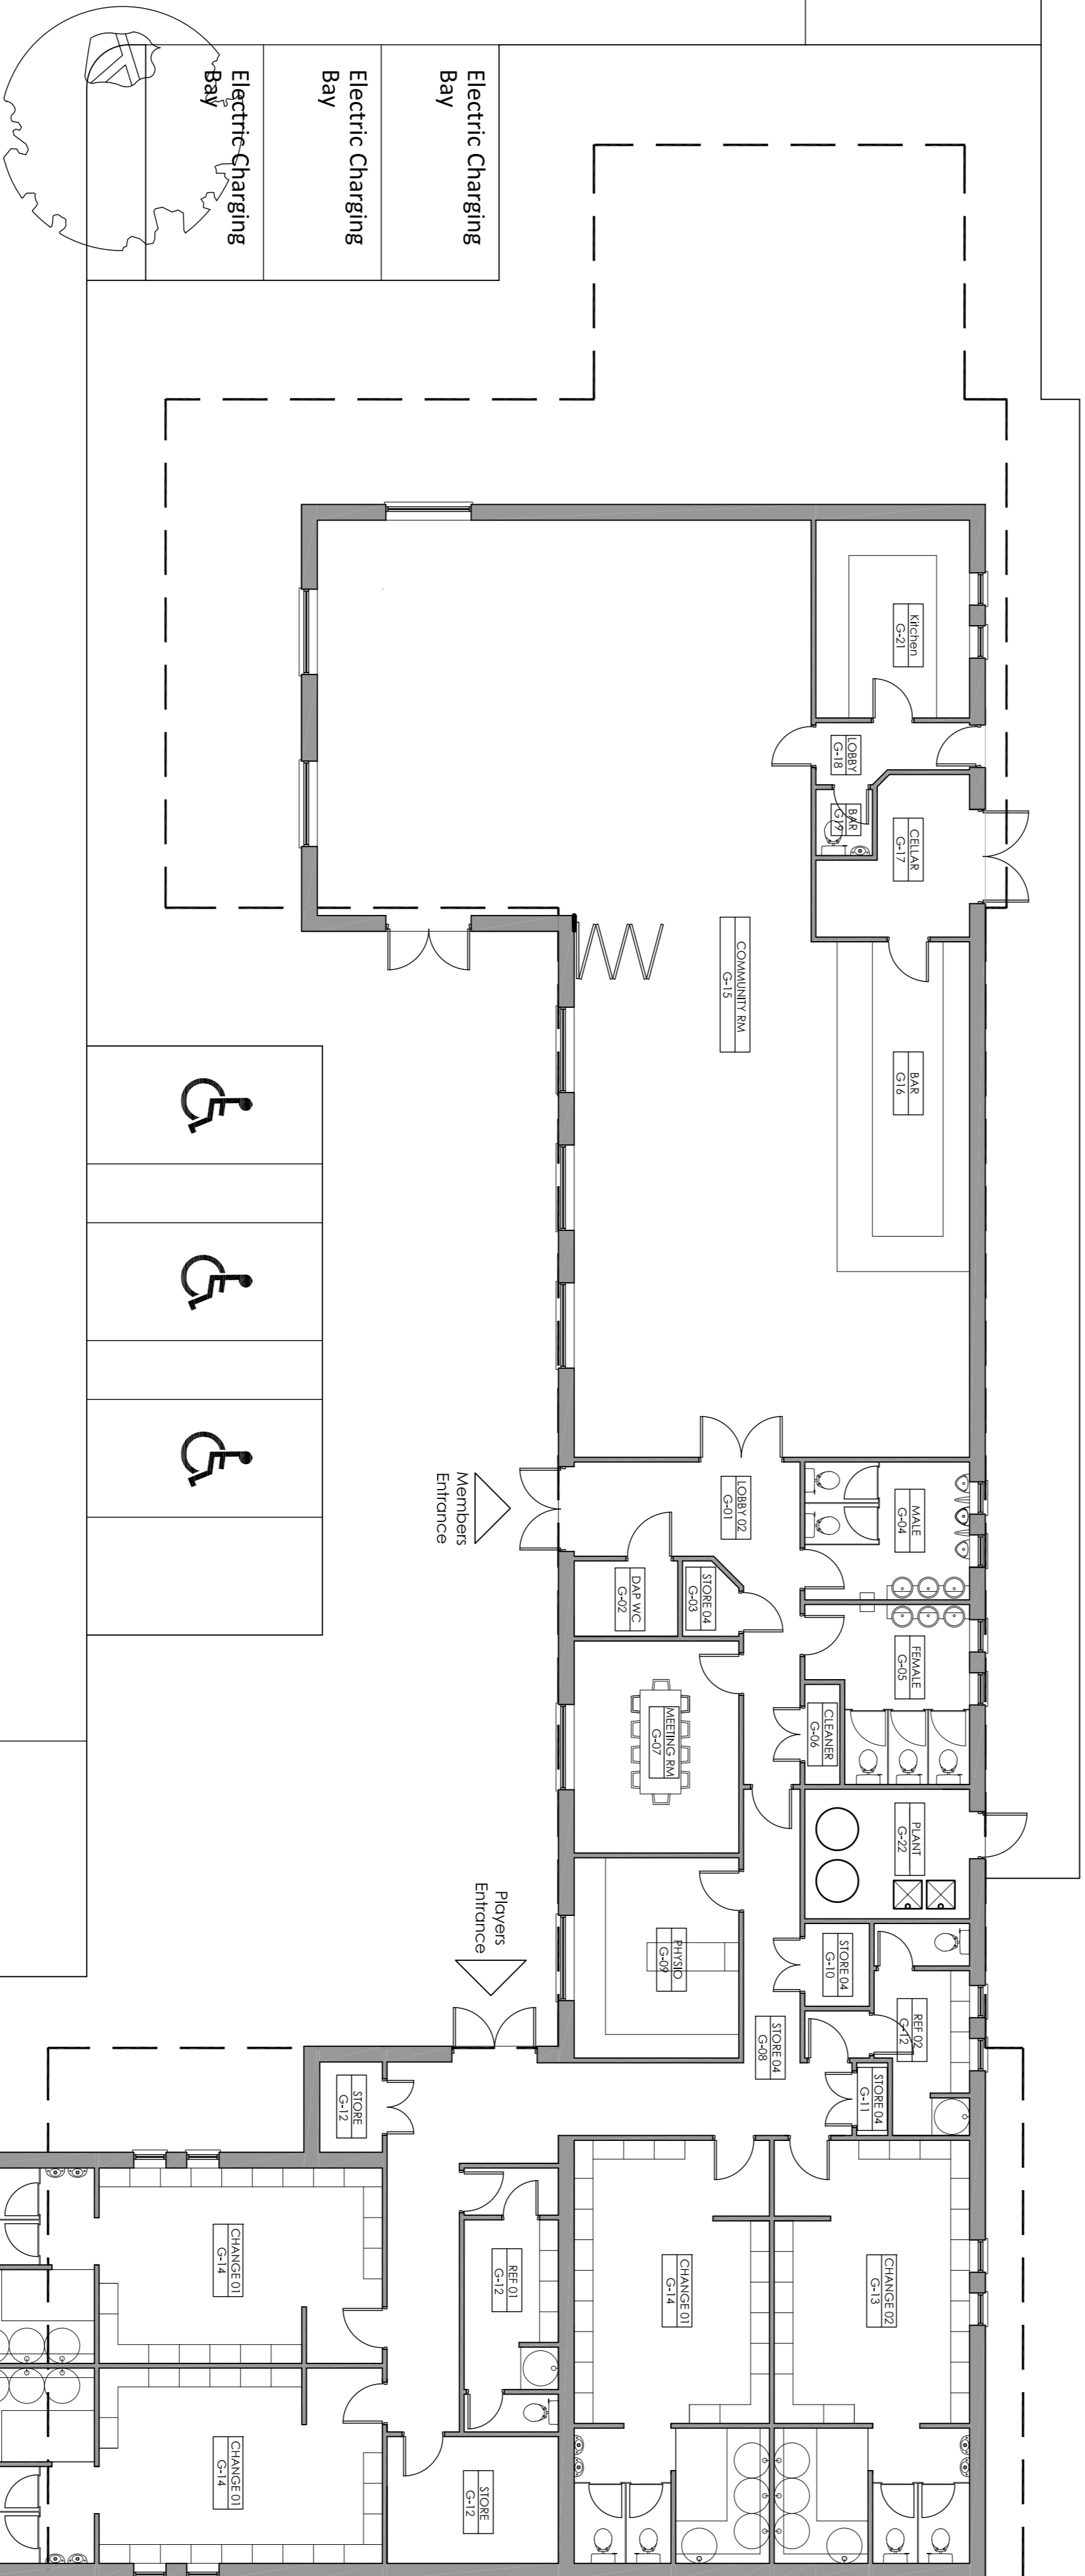 Electric Charging
Bay
Electric Charging
Bay
Electric Charging
Bay
Kitchen
G-21
LOBBY
G-18
BAR
G19
CELLAR
G-17
COMMUNITY RM
G-15
BAR
G16
LOBBY 02
G-01
MALE
G-04
Members
Entrance
DAP WC
G-02
STORE 04
G-03
FEMALE
G-05
CLEANER
G-06
MEETING RM
G-07
PLANT
G-22
Players
Entrance
PHYSIO
G-09
STORE 04
G-10
REF 02
G-12
STORE 04
G-08
STORE 04
G-11
STORE
G-12
CHANGE 01
G-14
REF 01
G-12
CHANGE 01
G-14
CHANGE 02
G-13
CHANGE 01
G-14
STORE
G-12